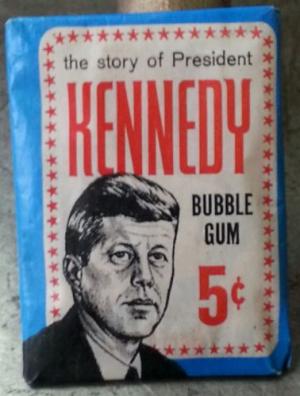 the story of President
KENNEDY
BUBBLE
GUM
5¢